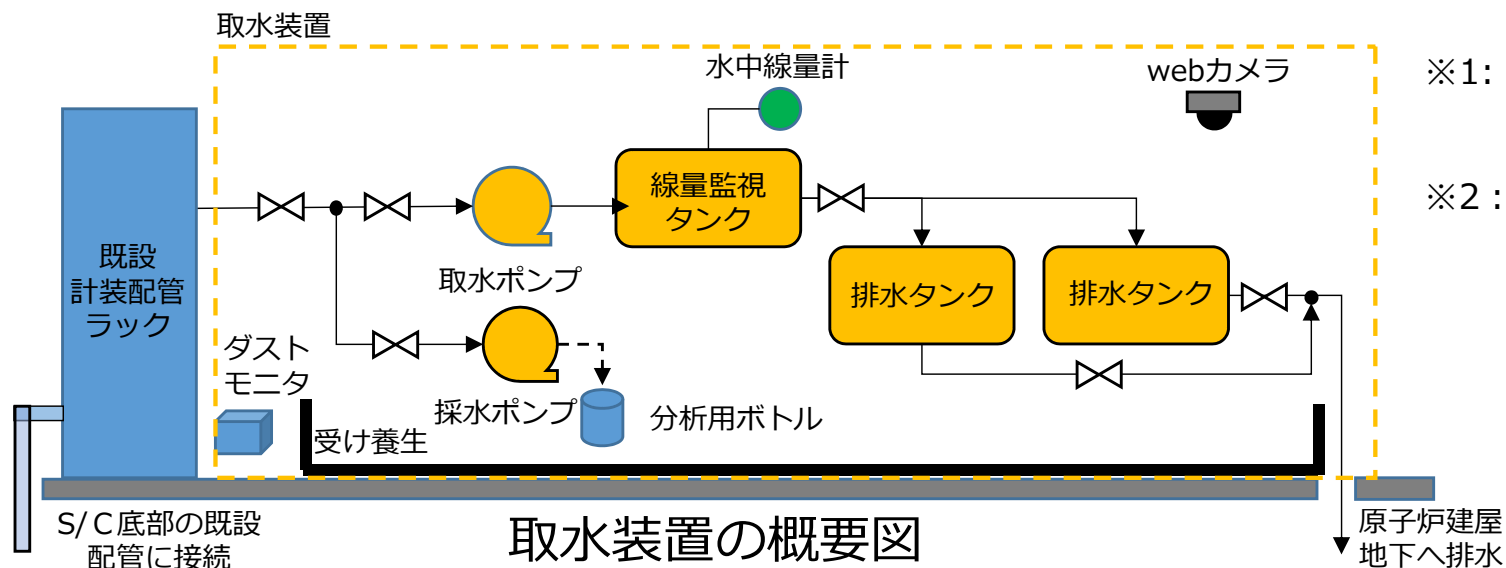 取水装置
水中線量計
webカメラ
※1:
※2：
線量監視
タンク
既設
計装配管
ラック
取水ポンプ
排水タンク
排水タンク
ダスト
モニタ
採水ポンプ
分析用ボトル
受け養生
S/C底部の既設
配管に接続
取水装置の概要図
原子炉建屋
地下へ排水